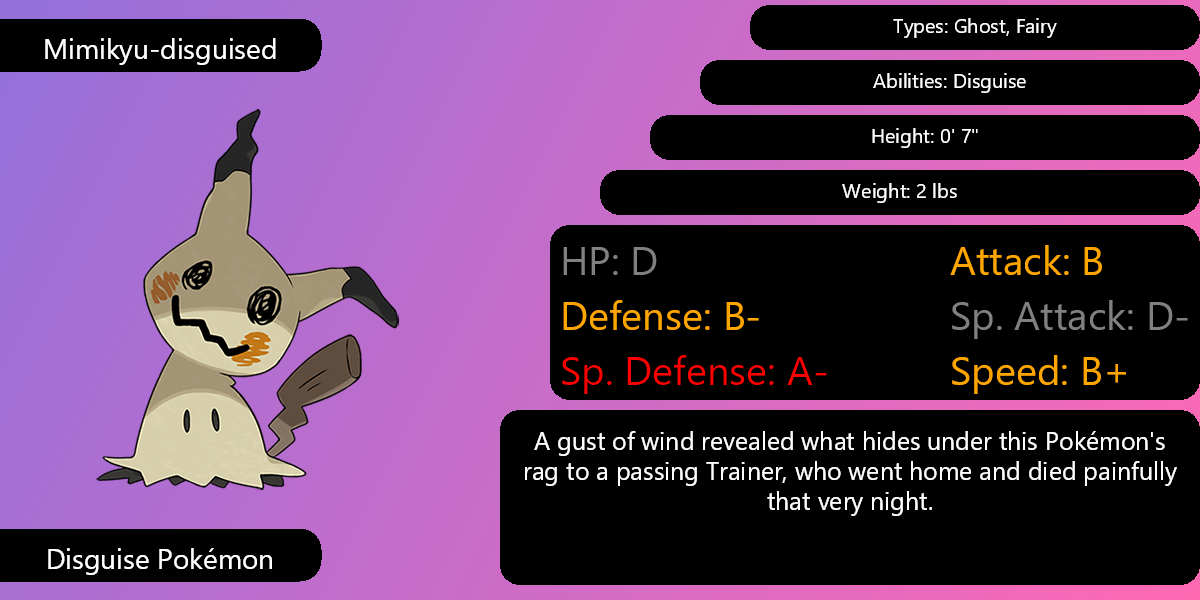 Mimikyu-disguised
Types: Ghost, Fairy
Abilities: Disguise
Height: 0' 7"
Weight: 2 lbs
HP: D
Attack: B
Defense: B-
Sp. Attack: D-
Sp. Defense: A-
Speed: B+
A gust of wind revealed what hides under this Pokémon's
rag to a passing Trainer, who went home and died painfully
that very night.
Disguise Pokémon